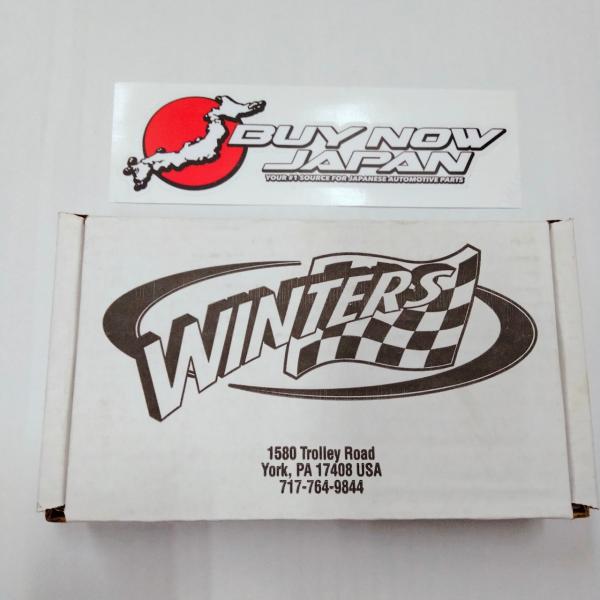 BUY NOW
JAPAN
YOUR #1 SOURCE FOR JAPANESE AUTOMOTIVE PARTS
WINTERS
1580 Trolley Road
York, PA 17408 USA
717-764-9844